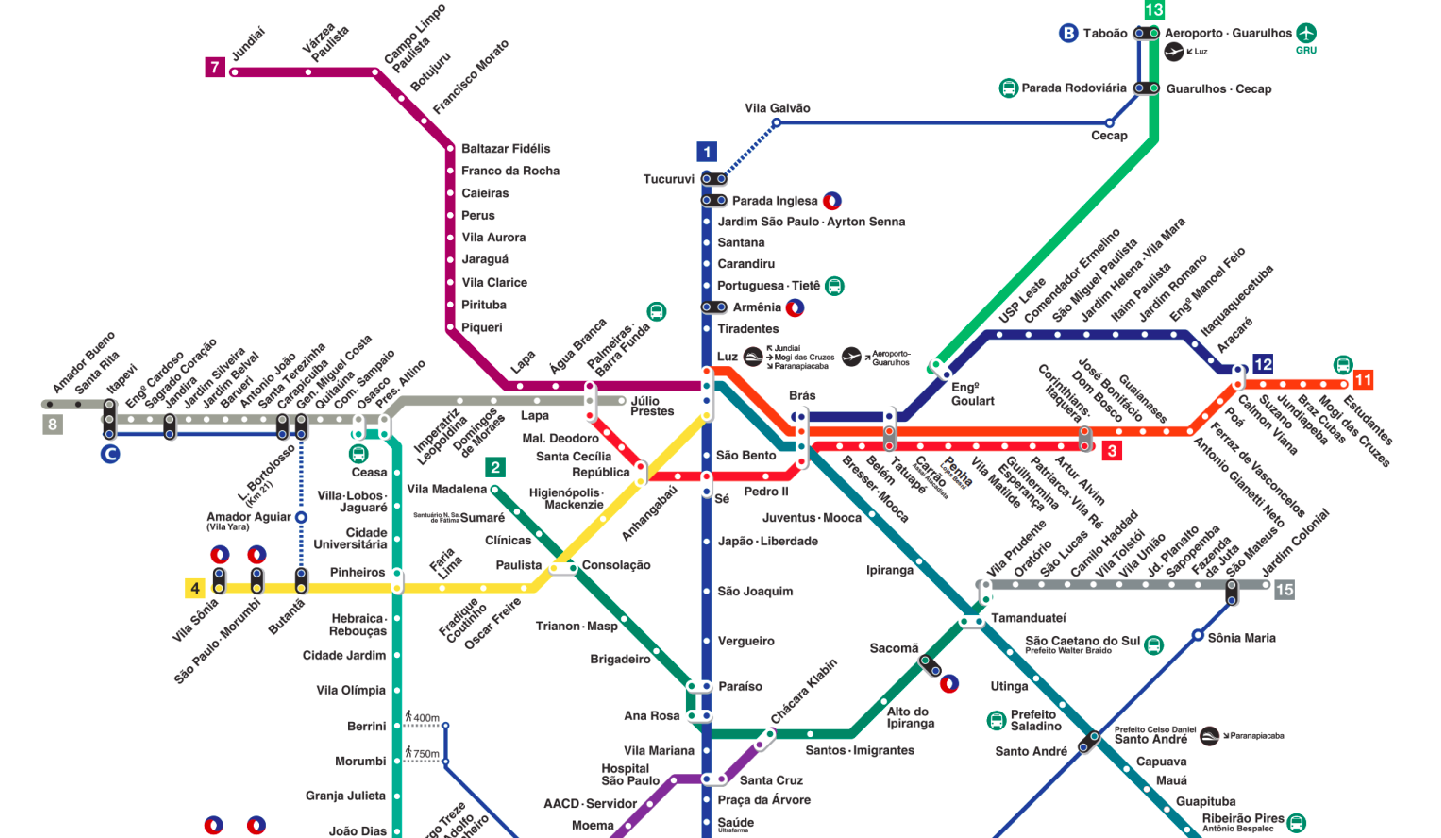 13
B Taboão
Aeroporto · Guarulhos
↙ Luz
GRU
Parada Rodoviária
Guarulhos · Cecap
Vila Galvão
Cecap
7
Jundiaí
Várzea
Paulista
Campo Limpo
Paulista
Botujuru
Francisco Morato
Baltazar Fidélis
Franco da Rocha
Caieiras
Perus
Vila Aurora
Jaraguá
Vila Clarice
Pirituba
Piqueri
Lapa
Água Branca
Palmeiras ·
Barra Funda
1
Tucuruvi
Parada Inglesa
Jardim São Paulo · Ayrton Senna
Santana
Carandiru
Portuguesa · Tietê
Armênia
Tiradentes
Luz
↖ Jundiaí
→ Mogi das Cruzes
↘ Paranapiacaba
↗ Aeroporto-
Guarulhos
Amador Bueno
Santa Rita
Itapevi
Engº Cardoso
Sagrado Coração
Jandira
Jardim Silveira
Jardim Belval
Barueri
Antonio João
Santa Terezinha
Carapicuíba
Gen. Miguel Costa
Quitaúna
Com. Sampaio
Osasco
Pres. Altino
8
C
Imperatriz
Leopoldina
Domingos
de Moraes
Lapa
Júlio
Prestes
Mal. Deodoro
Santa Cecília
República
Anhangabaú
São Bento
Sé
Pedro II
Brás
Engº
Goulart
USP Leste
Comendador Ermelino
São Miguel Paulista
Jardim Helena · Vila Mara
Itaim Paulista
Jardim Romano
Engº Manoel Feio
Itaquaquecetuba
Aracaré
12
11
Estudantes
Mogi das Cruzes
Braz Cubas
Jundiapeba
Suzano
Calmon Viana
Poá
Ferraz de Vasconcelos
Antonio Gianetti Neto
Guaianases
José Bonifácio
Dom Bosco
Corinthians ·
Itaquera
3
Bresser · Mooca
Belém
Tatuapé
Carrão
Penha
Vila Matilde
Guilhermina
Esperança
Patriarca · Vila Ré
Artur Alvim
Ceasa
Villa-Lobos ·
Jaguaré
Cidade
Universitária
Pinheiros
Hebraica ·
Rebouças
Cidade Jardim
Vila Olímpia
Berrini
400m
Morumbi
750m
Granja Julieta
João Dias
L. Bortolosso
(Km 21)
Amador Aguiar
(Vila Yara)
4
Vila Sônia
São Paulo · Morumbi
Butantã
Faria
Lima
Fradique
Coutinho
Oscar Freire
Paulista
Higienópolis ·
Mackenzie
2
Vila Madalena
Santuário N. Sa.
de Fátima
Sumaré
Clínicas
Consolação
Trianon · Masp
Brigadeiro
Paraíso
Ana Rosa
Japão · Liberdade
São Joaquim
Vergueiro
Vila Mariana
Chácara Klabin
Santos · Imigrantes
Alto do
Ipiranga
Sacomã
Tamanduateí
Juventus · Mooca
Ipiranga
Vila Prudente
Oratório
São Lucas
Camilo Haddad
Vila Tolstói
Vila União
Jd. Planalto
Sapopemba
Fazenda
da Juta
São Mateus
Jardim Colonial
15
Sônia Maria
São Caetano do Sul
Prefeito Walter Braido
Utinga
Prefeito
Saladino
Prefeito Celso Daniel
Santo André
↘ Paranapiacaba
Santo André
Capuava
Mauá
Guapituba
Ribeirão Pires
Antônio Bespalec
Hospital
São Paulo
Santa Cruz
AACD - Servidor
Moema
Praça da Árvore
Saúde
Ultrafarma